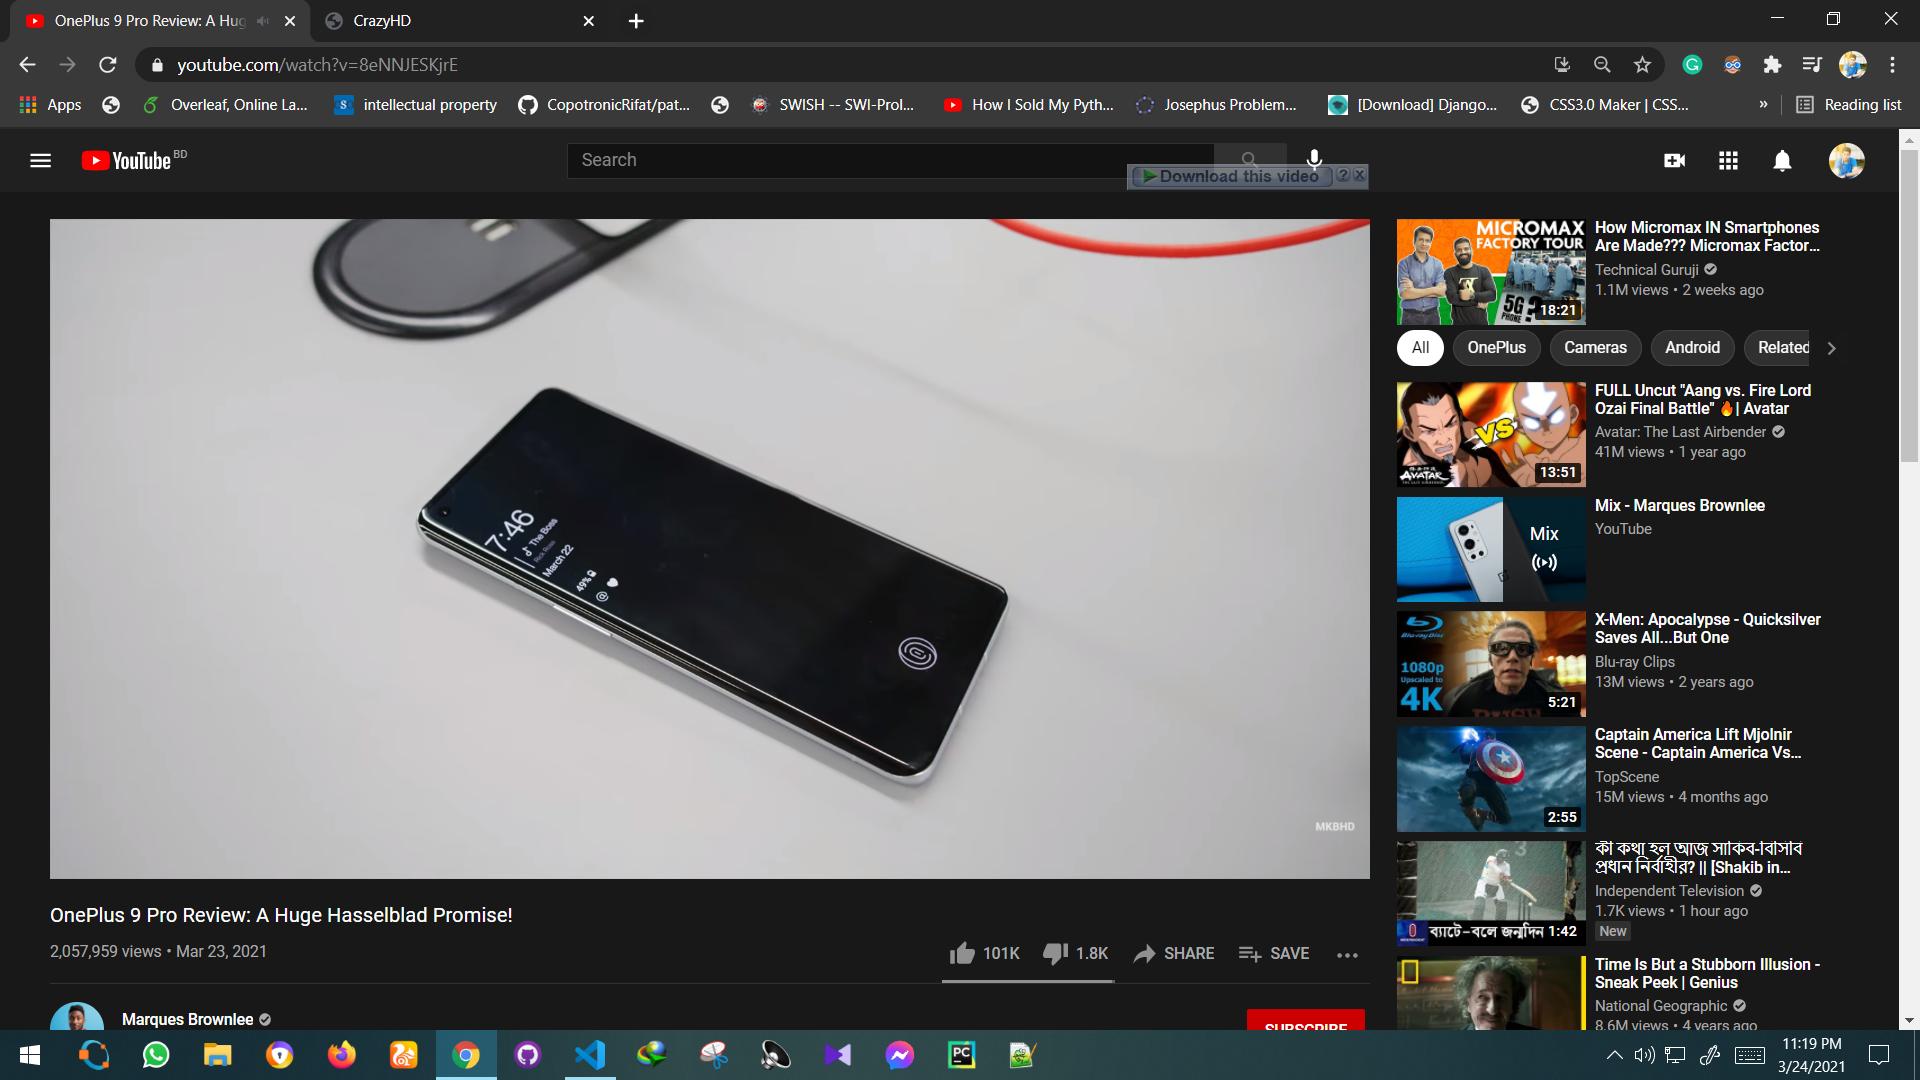 OnePlus 9 Pro Review: A Hug
CrazyHD
youtube.com/watch?v=8eNNJESKjrE
Apps
Overleaf, Online La...
intellectual property
CopotronicRifat/pat...
SWISH -- SWI-Prol...
How I Sold My Pyth...
Josephus Problem...
[Download] Django...
CSS3.0 Maker | CSS...
»
Reading list
YouTube BD
Search
Download this video
MICROMAX
FACTORY TOUR
5G ?
PHONE
18:21
How Micromax IN Smartphones
Are Made??? Micromax Factor...
Technical Guruji
1.1M views • 2 weeks ago
All
OnePlus
Cameras
Android
Related
VS
AVATAR
13:51
FULL Uncut "Aang vs. Fire Lord
Ozai Final Battle" 🔥| Avatar
Avatar: The Last Airbender
41M views • 1 year ago
Mix
Mix - Marques Brownlee
YouTube
Blu-ray Disc
1080p
Upscaled to
4K
5:21
X-Men: Apocalypse - Quicksilver
Saves All...But One
Blu-ray Clips
13M views • 2 years ago
2:55
Captain America Lift Mjolnir
Scene - Captain America Vs...
TopScene
15M views • 4 months ago
ব্যাটে-বলে জন্মদিন
1:42
কী কথা হল আজ সাকিব-বিসিবি
প্রধান নির্বাহীর? || [Shakib in...
Independent Television
1.7K views • 1 hour ago
New
Time Is But a Stubborn Illusion -
Sneak Peek | Genius
National Geographic
8.6M views • 4 years ago
7:46
The Boss
Rick Ross
March 22
49%
MKBHD
OnePlus 9 Pro Review: A Huge Hasselblad Promise!
2,057,959 views • Mar 23, 2021
101K
1.8K
SHARE
SAVE
Marques Brownlee
SUBSCRIBE
PC
11:19 PM
3/24/2021